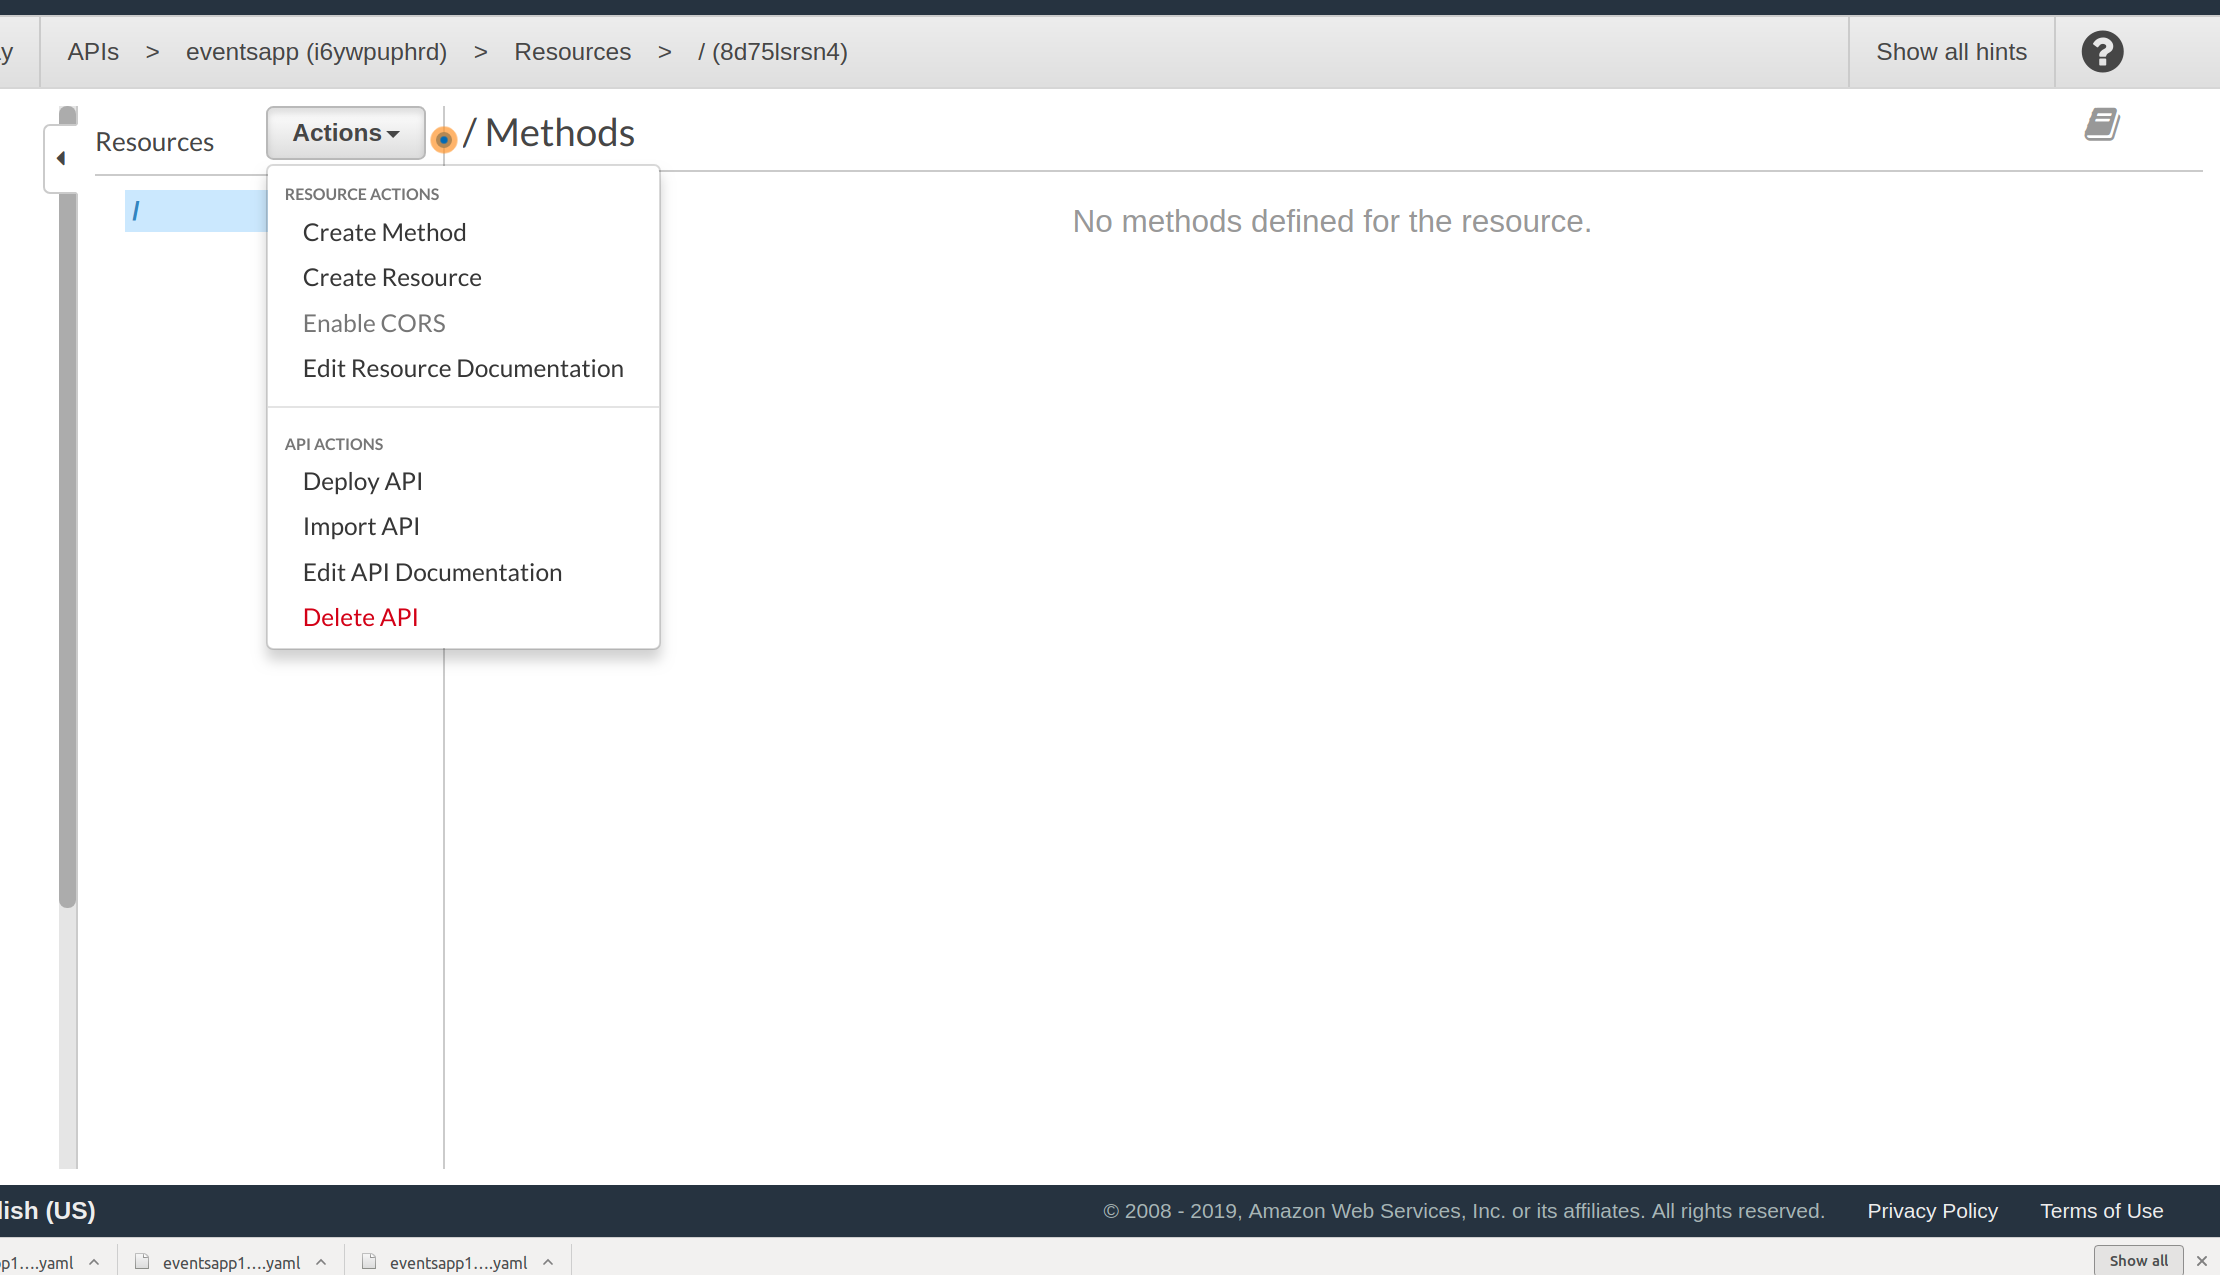 y APIs > eventsapp (i6ywpuphrd) > Resources > / (8d75lsrsn4) Show all hints ?
Resources Actions / Methods
/
RESOURCE ACTIONS
Create Method
Create Resource
Enable CORS
Edit Resource Documentation
API ACTIONS
Deploy API
Import API
Edit API Documentation
Delete API
No methods defined for the resource.
lish (US) © 2008 - 2019, Amazon Web Services, Inc. or its affiliates. All rights reserved. Privacy Policy Terms of Use
p1....yaml eventsapp1....yaml eventsapp1....yaml Show all